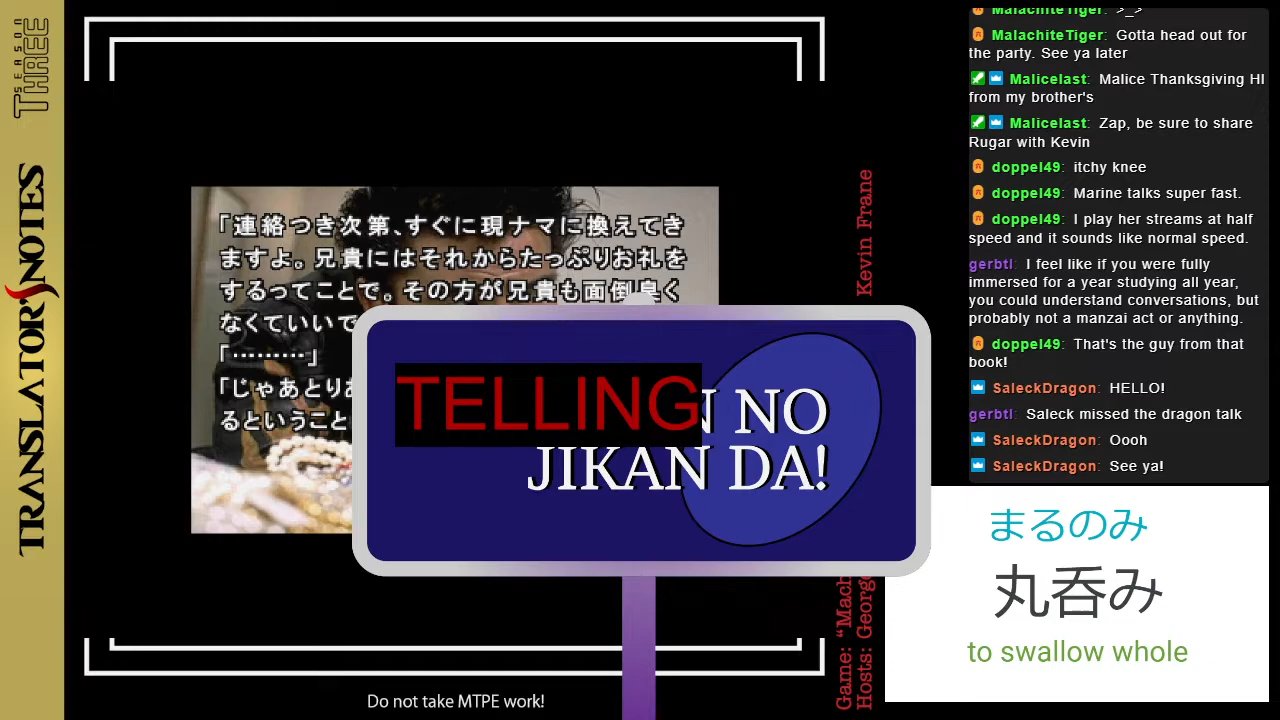 SEASON
THREE
TRANSLATOR'S NOTES
「連絡つき次第、すぐに現ナマに換えてき
ますよ。兄貴にはそれからたっぷりお礼を
するってことで。その方が兄貴も面倒臭く
なくていいで
「………」
「じゃあとりあ
るということ
TELLING
NO
JIKAN DA!
Do not take MTPE work!
Game: "Mach
Hosts: George
Kevin Frane
MalachiteTiger: >_>
MalachiteTiger: Gotta head out for
the party. See ya later
Malicelast: Malice Thanksgiving HI
from my brother's
Malicelast: Zap, be sure to share
Rugar with Kevin
doppel49: itchy knee
doppel49: Marine talks super fast.
doppel49: I play her streams at half
speed and it sounds like normal speed.
gerbtl: I feel like if you were fully
immersed for a year studying all year,
you could understand conversations, but
probably not a manzai act or anything.
doppel49: That's the guy from that
book!
SaleckDragon: HELLO!
gerbtl: Saleck missed the dragon talk
SaleckDragon: Oooh
SaleckDragon: See ya!
まるのみ
丸呑み
to swallow whole